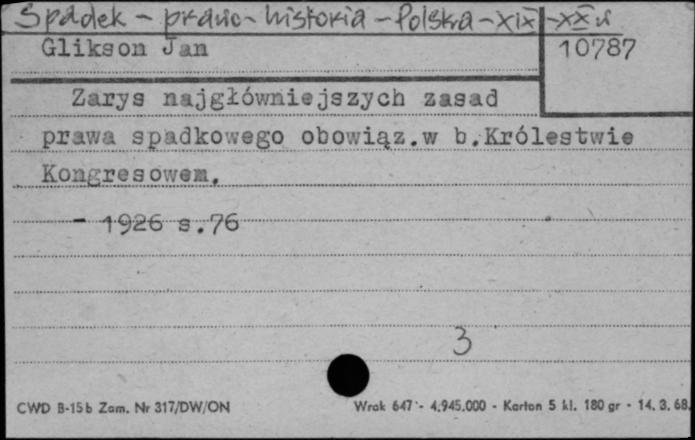 Spadek - prawo - historia - Polska - XIX - XX w
Glikson Jan
10787
Zarys najgłówniejszych zasad
prawa spadkowego obowiąz.w b.Królestwie
Kongresowem.
- 1926 s.76
3
CWD B-15b Zam. Nr 317/DW/ON Wrak 647 - 4.945.000 - Karton 5 kl. 180 gr - 14. 3. 68.